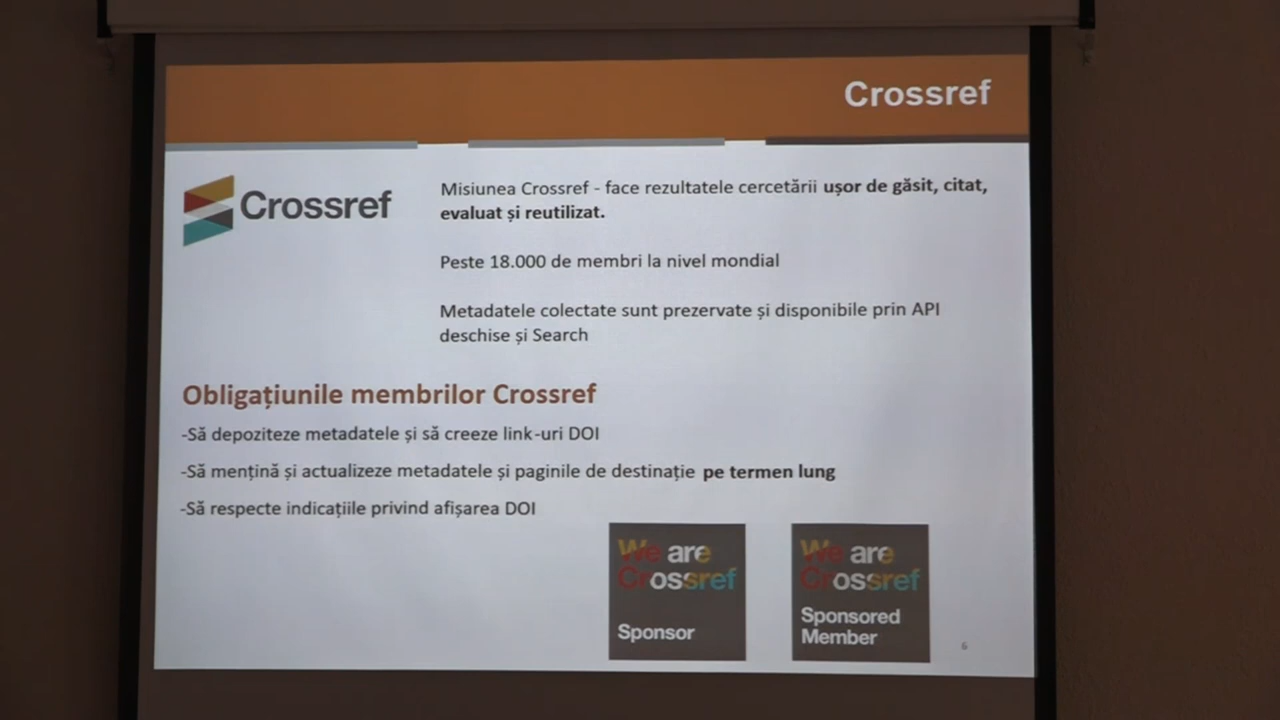 Crossref
Crossref
Misiunea Crossref - face rezultatele cercetării ușor de găsit, citat,
evaluat și reutilizat.
Peste 18.000 de membri la nivel mondial
Metadatele colectate sunt prezervate și disponibile prin API
deschise și Search
Obligațiunile membrilor Crossref
-Să depoziteze metadatele și să creeze link-uri DOI
-Să mențină și actualizeze metadatele și paginile de destinație pe termen lung
-Să respecte indicațiile privind afișarea DOI
We are
Crossref
Sponsor
We are
Crossref
Sponsored
Member
6